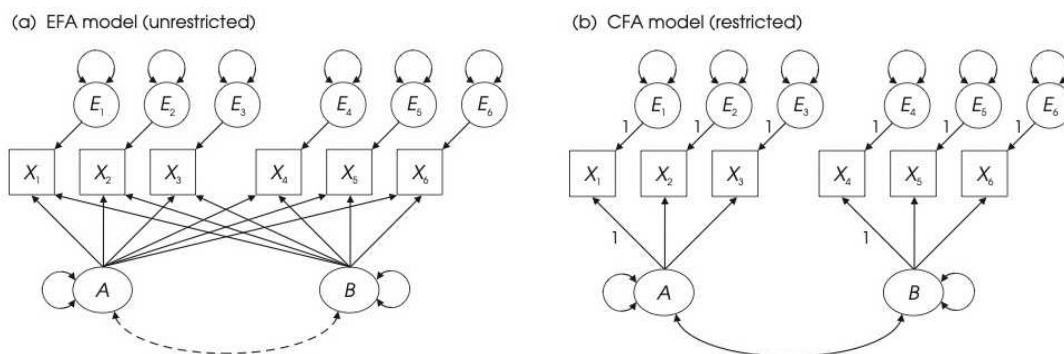 (a) EFA model (unrestricted)
(b) CFA model (restricted)
E₁ E₂ E₃ E₄ E₅ E₆
E₁ E₂ E₃ E₄ E₅ E₆
1 1 1 1 1 1
X₁ X₂ X₃ X₄ X₅ X₆
X₁ X₂ X₃ X₄ X₅ X₆
1 1
A B
A B